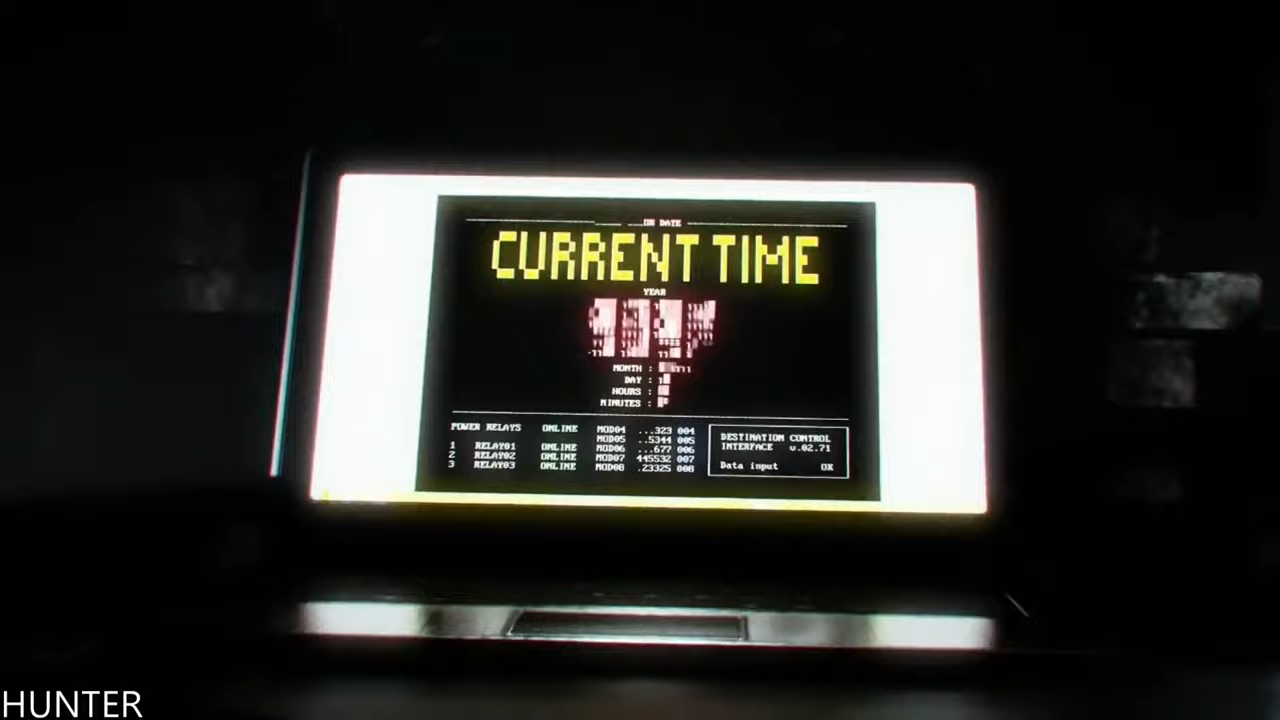 DATE
CURRENT TIME
YEAR
MONTH :
DAY :
HOURS :
MINUTES :
POWER RELAYS ONLINE MOD04 ...323 004
MOD05 ..5344 005
1 RELAY01 ONLINE MOD06 ...677 006
2 RELAY02 ONLINE MOD07 445532 007
3 RELAY03 ONLINE MOD08 .23325 008
DESTINATION CONTROL
INTERFACE v.02.71
Data input OK
HUNTER